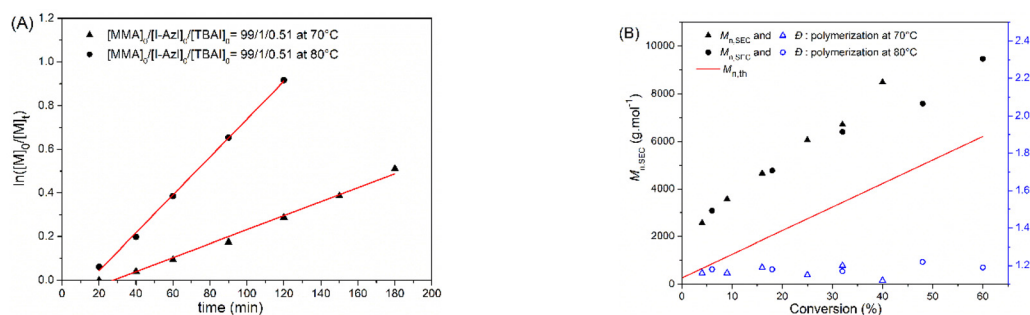 (A)
1.2
1.0
0.8
0.6
0.4
0.2
0.0
ln([M]0/[M]t)
[MMA]0/[I-AzI]0/[TBAI]0= 99/1/0.51 at 70°C
[MMA]0/[I-AzI]0/[TBAI]0= 99/1/0.51 at 80°C
0 20 40 60 80 100 120 140 160 180 200
time (min)
(B)
10000
8000
6000
4000
2000
0
Mn,SEC (g.mol-1)
Mn,SEC and Đ : polymerization at 70°C
Mn,SEC and Đ : polymerization at 80°C
Mn,th
2.4
2.2
2.0
1.8
1.6
1.4
1.2
0 10 20 30 40 50 60
Conversion (%)